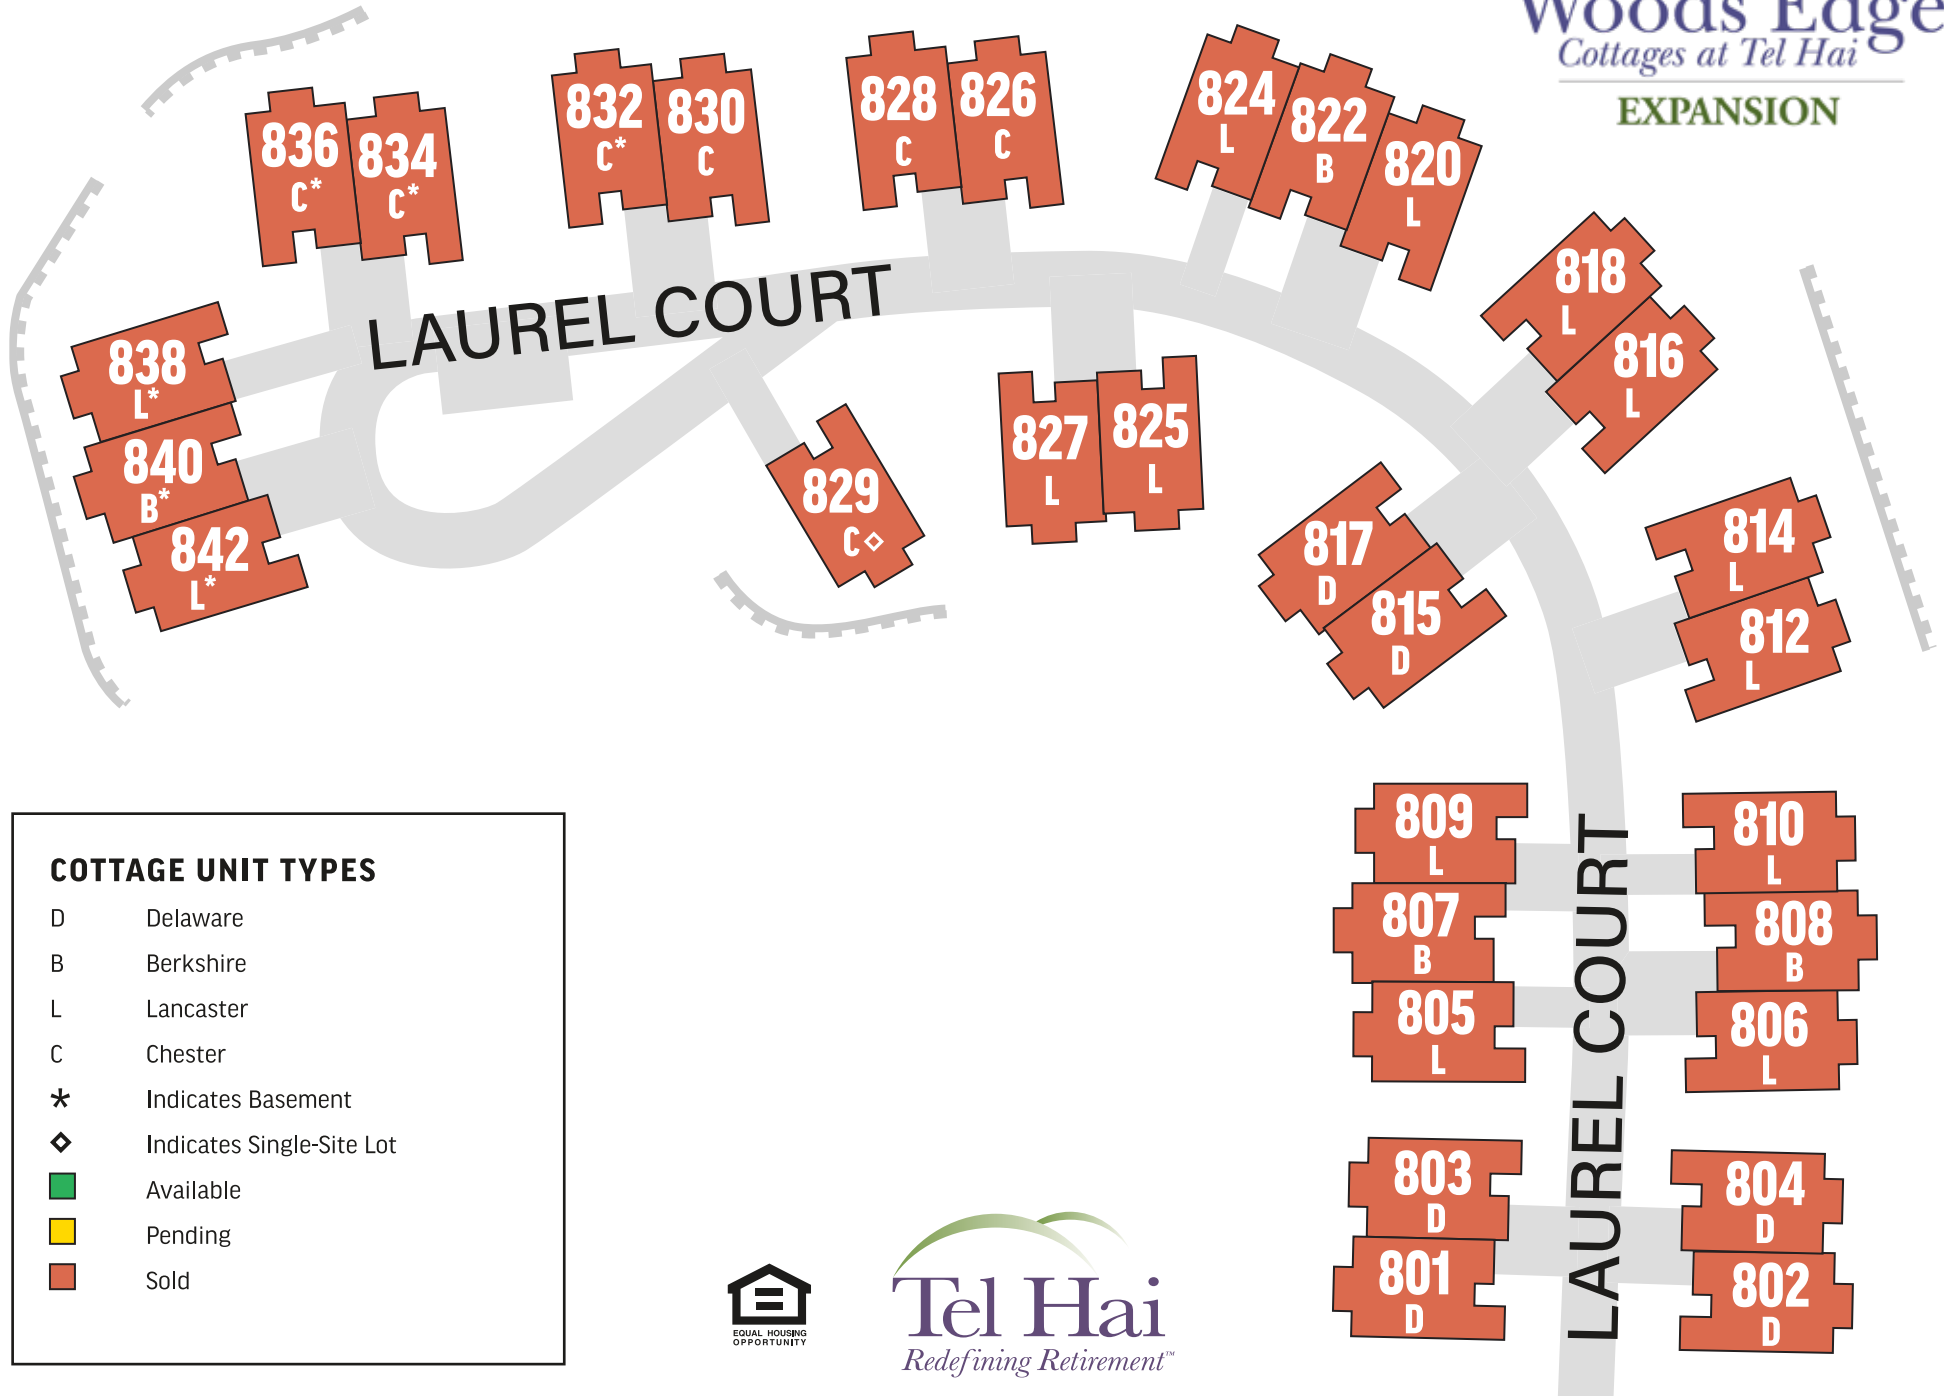 Woods Edge
Cottages at Tel Hai
EXPANSION
836
C*
834
C*
832
C*
830
C
828
C
826
C
824
L
822
B
820
L
818
L
816
L
814
L
812
L
838
L*
840
B*
842
L*
LAUREL COURT
829
C◇
827
L
825
L
817
D
815
D
809
L
807
B
805
L
810
L
808
B
806
L
LAUREL COURT
803
D
801
D
804
D
802
D
COTTAGE UNIT TYPES
D Delaware
B Berkshire
L Lancaster
C Chester
* Indicates Basement
◇ Indicates Single-Site Lot
Available
Pending
Sold
EQUAL HOUSING
OPPORTUNITY
Tel Hai
Redefining Retirement™